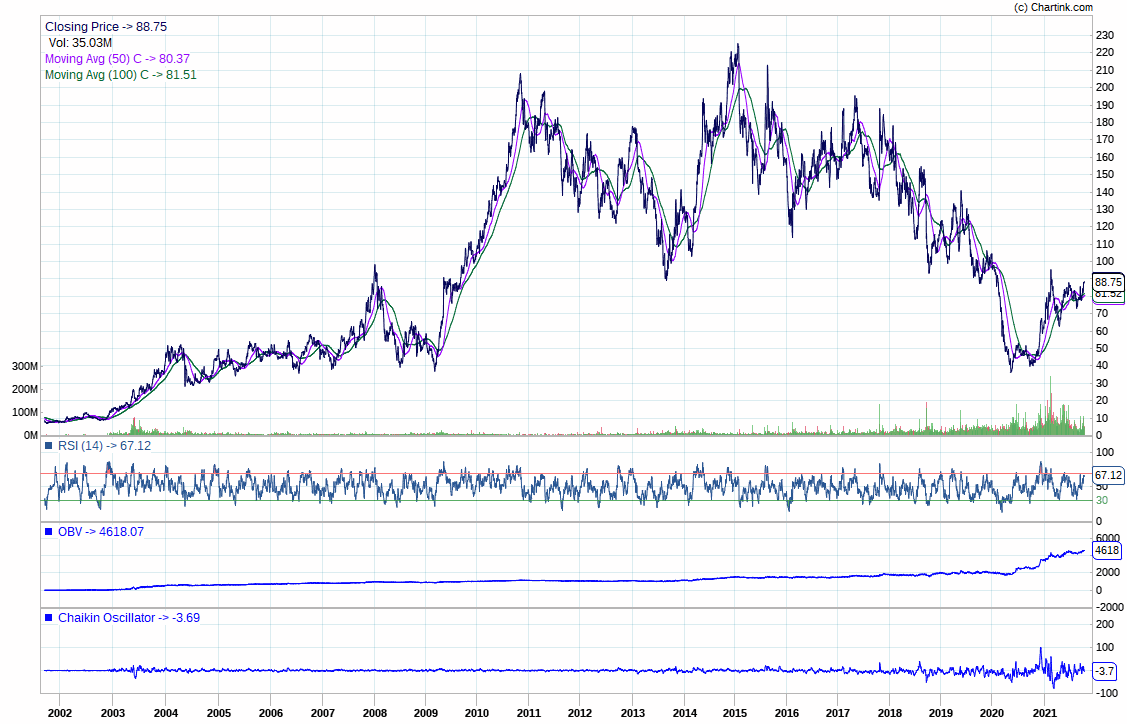 (c) Chartink.com
Closing Price -> 88.75
Vol: 35.03M
Moving Avg (50) C -> 80.37
Moving Avg (100) C -> 81.51
230
220
210
200
190
180
170
160
150
140
130
120
110
100
88.75
81.52
70
60
50
40
30
20
10
0
300M
200M
100M
0M
RSI (14) -> 67.12
100
67.12
50
30
0
OBV -> 4618.07
6000
4618
2000
0
-2000
Chaikin Oscillator -> -3.69
200
100
-3.7
-100
2002 2003 2004 2005 2006 2007 2008 2009 2010 2011 2012 2013 2014 2015 2016 2017 2018 2019 2020 2021